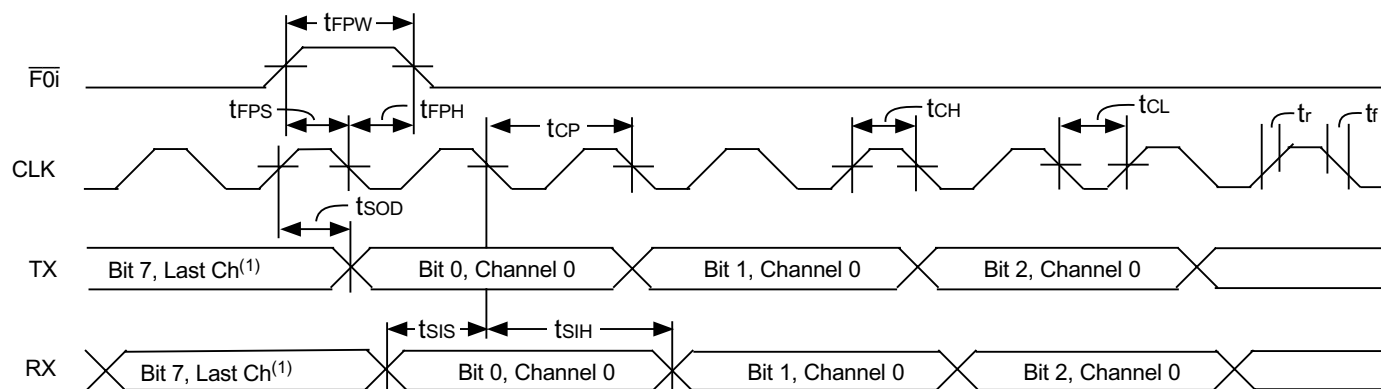 tFPW
F0i
tFPS tFPH tCP tCH tCL tr tf
CLK
tSOD
TX Bit 7, Last Ch(1) Bit 0, Channel 0 Bit 1, Channel 0 Bit 2, Channel 0
tSIS tSIH
RX Bit 7, Last Ch(1) Bit 0, Channel 0 Bit 1, Channel 0 Bit 2, Channel 0